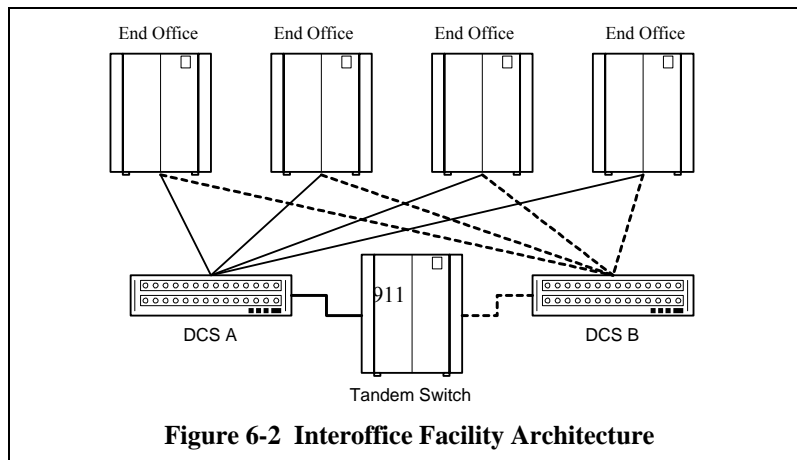 End Office End Office End Office End Office
911
DCS A DCS B
Tandem Switch
Figure 6-2 Interoffice Facility Architecture